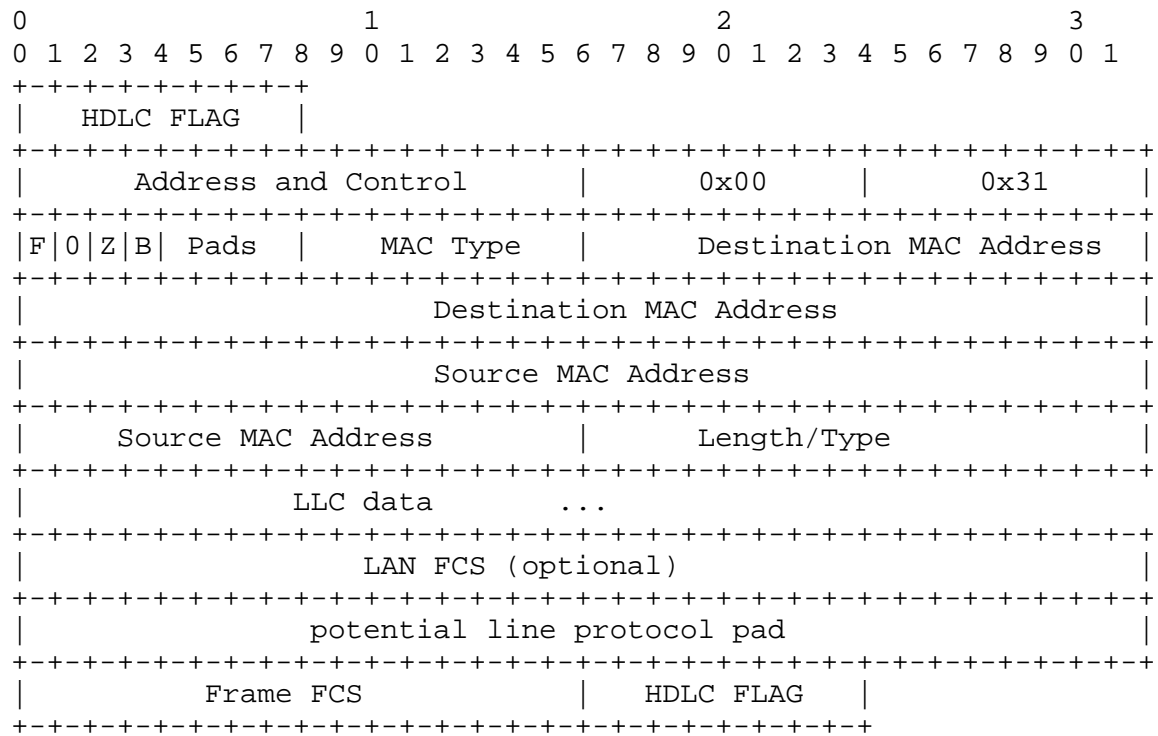 0                   1                   2                   3
0 1 2 3 4 5 6 7 8 9 0 1 2 3 4 5 6 7 8 9 0 1 2 3 4 5 6 7 8 9 0 1
+-+-+-+-+-+-+-+-+
|   HDLC FLAG   |
+-+-+-+-+-+-+-+-+-+-+-+-+-+-+-+-+-+-+-+-+-+-+-+-+-+-+-+-+-+-+-+-+
|      Address and Control      |      0x00     |      0x31     |
+-+-+-+-+-+-+-+-+-+-+-+-+-+-+-+-+-+-+-+-+-+-+-+-+-+-+-+-+-+-+-+-+
|F|0|Z|B| Pads  |    MAC Type   |      Destination MAC Address  |
+-+-+-+-+-+-+-+-+-+-+-+-+-+-+-+-+-+-+-+-+-+-+-+-+-+-+-+-+-+-+-+-+
|                       Destination MAC Address                 |
+-+-+-+-+-+-+-+-+-+-+-+-+-+-+-+-+-+-+-+-+-+-+-+-+-+-+-+-+-+-+-+-+
|                       Source MAC Address                      |
+-+-+-+-+-+-+-+-+-+-+-+-+-+-+-+-+-+-+-+-+-+-+-+-+-+-+-+-+-+-+-+-+
|     Source MAC Address        |      Length/Type              |
+-+-+-+-+-+-+-+-+-+-+-+-+-+-+-+-+-+-+-+-+-+-+-+-+-+-+-+-+-+-+-+-+
|               LLC data       ...
+-+-+-+-+-+-+-+-+-+-+-+-+-+-+-+-+-+-+-+-+-+-+-+-+-+-+-+-+-+-+-+-+
|                   LAN FCS (optional)                          |
+-+-+-+-+-+-+-+-+-+-+-+-+-+-+-+-+-+-+-+-+-+-+-+-+-+-+-+-+-+-+-+-+
|                potential line protocol pad                    |
+-+-+-+-+-+-+-+-+-+-+-+-+-+-+-+-+-+-+-+-+-+-+-+-+-+-+-+-+-+-+-+-+
|          Frame FCS            |   HDLC FLAG   |
+-+-+-+-+-+-+-+-+-+-+-+-+-+-+-+-+-+-+-+-+-+-+-+-+